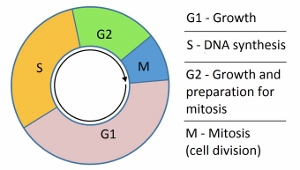 G2
S
M
G1
G1 - Growth
S - DNA synthesis
G2 - Growth and
preparation for
mitosis
M - Mitosis
(cell division)